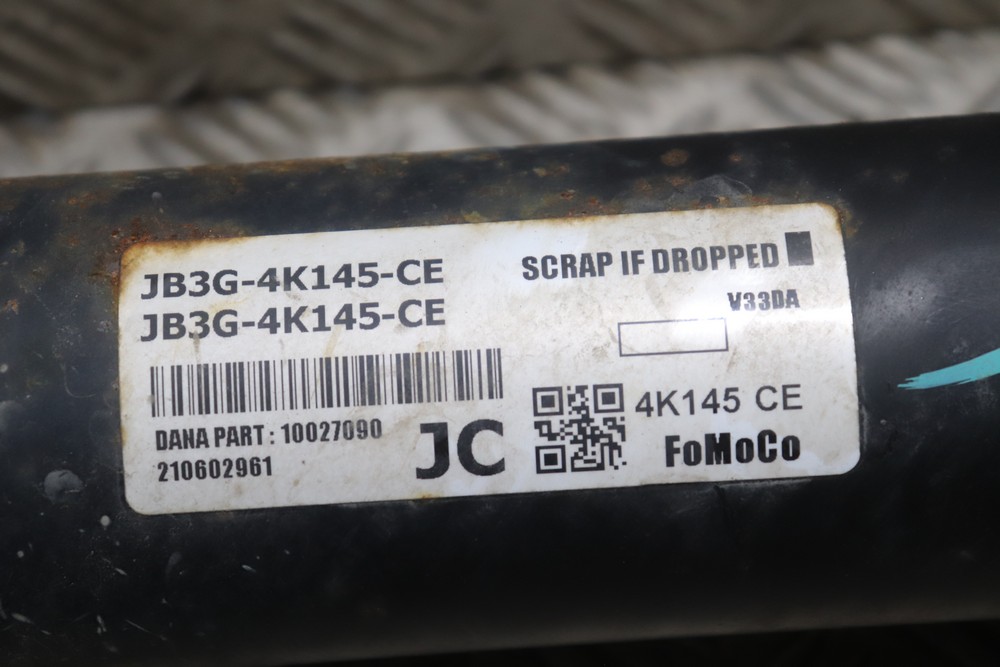 JB3G-4K145-CE
JB3G-4K145-CE
SCRAP IF DROPPED
V33DA
DANA PART : 10027090
210602961
JC
4K145 CE
FoMoCo